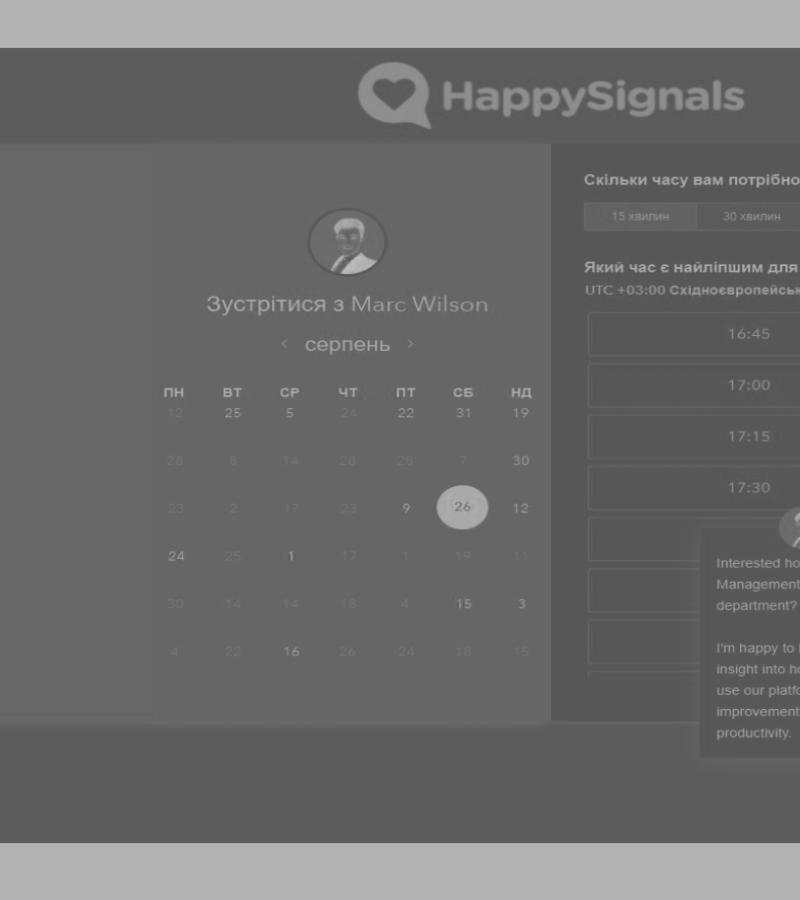 HappySignals
Зустрітися з Marc Wilson
‹ серпень ›
ПН ВТ СР ЧТ ПТ СБ НД
12 25 5 24 22 31 19
28 8 14 28 28 7 30
23 2 17 23 9 26 12
24 25 1 17 1 19 11
30 14 14 18 4 15 3
4 22 16 26 24 18 15
Скільки часу вам потрібно
15 хвилин 30 хвилин
Який час є найліпшим для
UTC +03:00 Східноєвропейськ
16:45
17:00
17:15
17:30
Interested ho
Management
department?
I'm happy to
insight into ho
use our platfo
improvement
productivity.